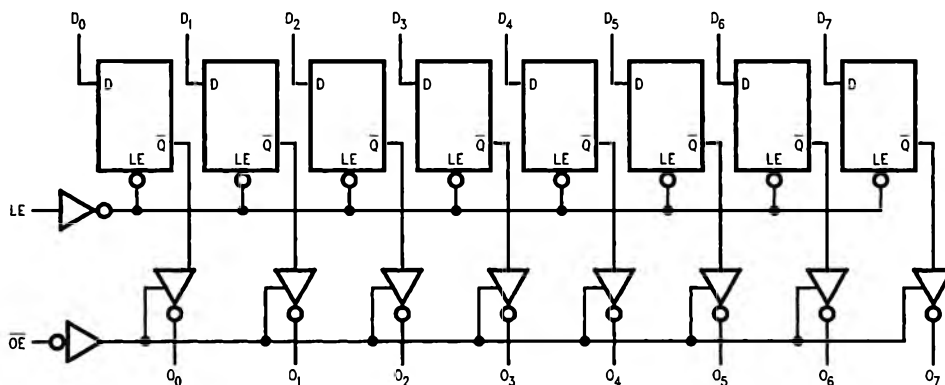 D0 D1 D2 D3 D4 D5 D6 D7
D D D D D D D D
Q̅ Q̅ Q̅ Q̅ Q̅ Q̅ Q̅ Q̅
LE LE LE LE LE LE LE LE
LE
O̅E̅
O0 O1 O2 O3 O4 O5 O6 O7